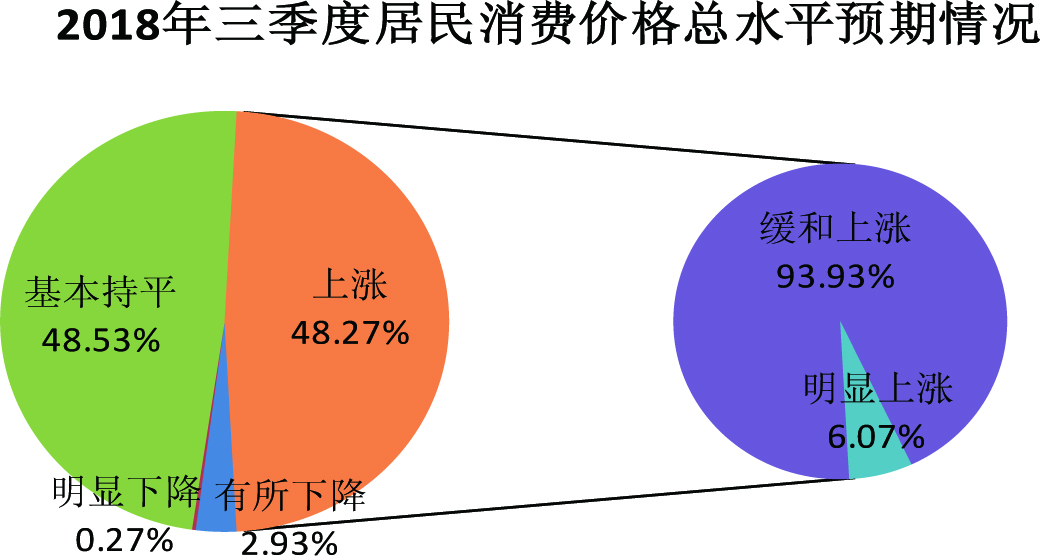 2018年三季度居民消费价格总水平预期情况
基本持平
48.53%
上涨
48.27%
明显下降
0.27%
有所下降
2.93%
缓和上涨
93.93%
明显上涨
6.07%